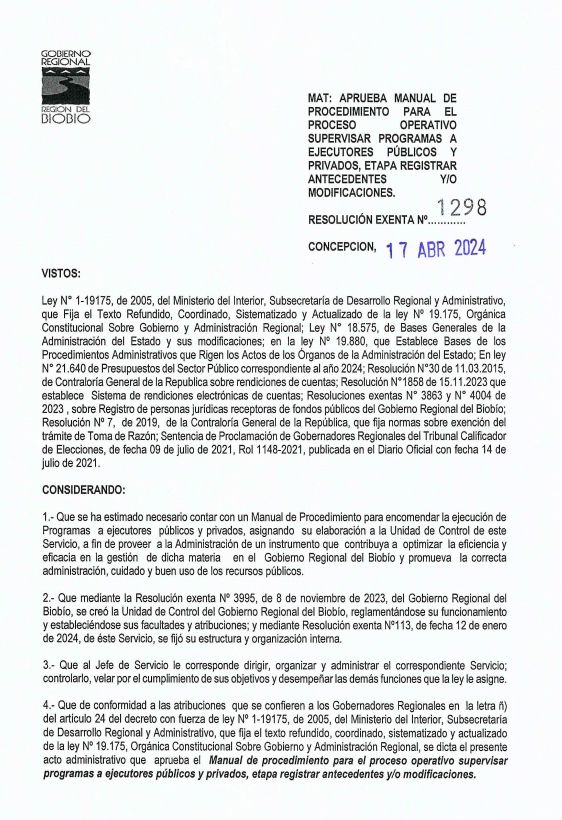 GOBIERNO
REGIONAL
REGION DEL
BIOBIO
MAT: APRUEBA MANUAL DE
PROCEDIMIENTO PARA EL
PROCESO OPERATIVO
SUPERVISAR PROGRAMAS A
EJECUTORES PÚBLICOS Y
PRIVADOS, ETAPA REGISTRAR
ANTECEDENTES Y/O
MODIFICACIONES.
RESOLUCIÓN EXENTA Nº............ 1298
CONCEPCION, 17 ABR 2024
VISTOS:
Ley N° 1-19175, de 2005, del Ministerio del Interior, Subsecretaría de Desarrollo Regional y Administrativo,
que Fija el Texto Refundido, Coordinado, Sistematizado y Actualizado de la ley Nº 19.175, Orgánica
Constitucional Sobre Gobierno y Administración Regional; Ley N° 18.575, de Bases Generales de la
Administración del Estado y sus modificaciones; en la ley Nº 19.880, que Establece Bases de los
Procedimientos Administrativos que Rigen los Actos de los Órganos de la Administración del Estado; En ley
N° 21.640 de Presupuestos del Sector Público correspondiente al año 2024; Resolución N°30 de 11.03.2015,
de Contraloría General de la Republica sobre rendiciones de cuentas; Resolución N°1858 de 15.11.2023 que
establece Sistema de rendiciones electrónicas de cuentas; Resoluciones exentas N° 3863 y N° 4004 de
2023 , sobre Registro de personas jurídicas receptoras de fondos públicos del Gobierno Regional del Biobío;
Resolución Nº 7, de 2019, de la Contraloría General de la República, que fija normas sobre exención del
trámite de Toma de Razón; Sentencia de Proclamación de Gobernadores Regionales del Tribunal Calificador
de Elecciones, de fecha 09 de julio de 2021, Rol 1148-2021, publicada en el Diario Oficial con fecha 14 de
julio de 2021.
CONSIDERANDO:
1.- Que se ha estimado necesario contar con un Manual de Procedimiento para encomendar la ejecución de
Programas a ejecutores públicos y privados, asignando su elaboración a la Unidad de Control de este
Servicio, a fin de proveer a la Administración de un instrumento que contribuya a optimizar la eficiencia y
eficacia en la gestión de dicha materia en el Gobierno Regional del Biobío y promueva la correcta
administración, cuidado y buen uso de los recursos públicos.
2.- Que mediante la Resolución exenta Nº 3995, de 8 de noviembre de 2023, del Gobierno Regional del
Biobío, se creó la Unidad de Control del Gobierno Regional del Biobío, reglamentándose su funcionamiento
y estableciéndose sus facultades y atribuciones; y mediante Resolución exenta Nº113, de fecha 12 de enero
de 2024, de éste Servicio, se fijó su estructura y organización interna.
3.- Que al Jefe de Servicio le corresponde dirigir, organizar y administrar el correspondiente Servicio;
controlarlo, velar por el cumplimiento de sus objetivos y desempeñar las demás funciones que la ley le asigne.
4.- Que de conformidad a las atribuciones que se confieren a los Gobernadores Regionales en la letra ñ)
del artículo 24 del decreto con fuerza de ley N° 1-19175, de 2005, del Ministerio del Interior, Subsecretaría
de Desarrollo Regional y Administrativo, que fija el texto refundido, coordinado, sistematizado y actualizado
de la ley Nº 19.175, Orgánica Constitucional Sobre Gobierno y Administración Regional, se dicta el presente
acto administrativo que aprueba el Manual de procedimiento para el proceso operativo supervisar
programas a ejecutores públicos y privados, etapa registrar antecedentes y/o modificaciones.